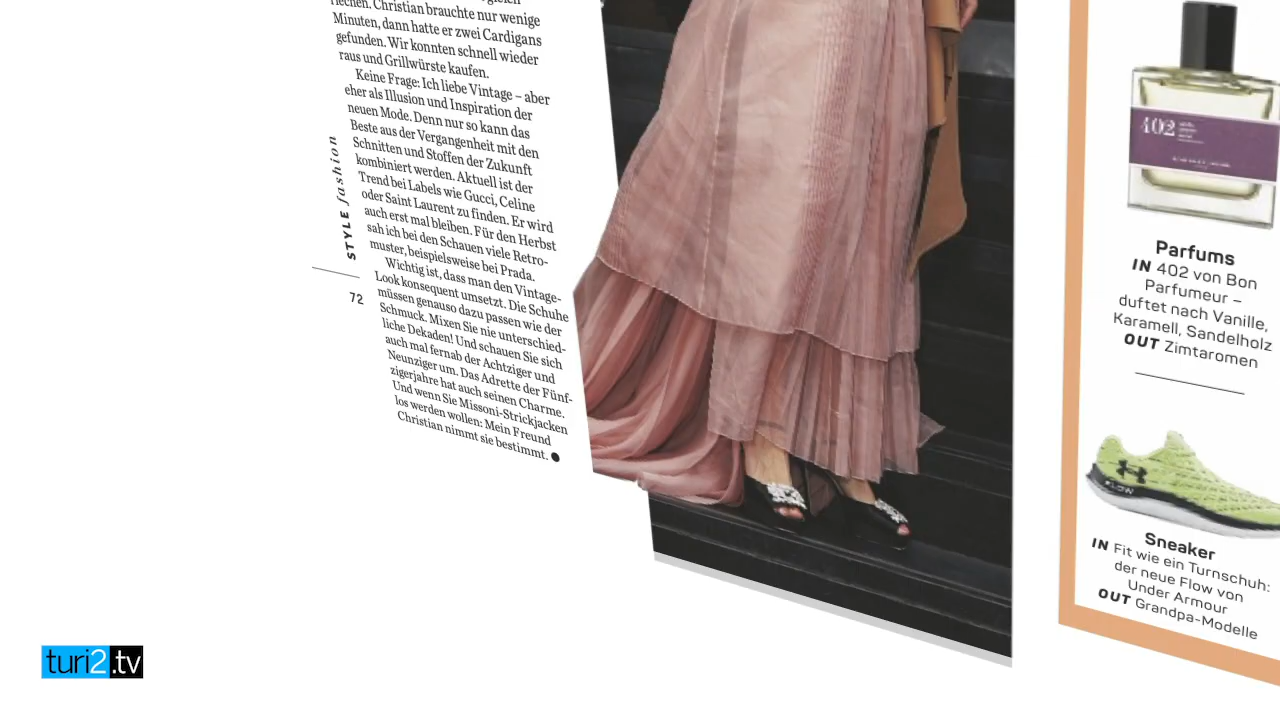 riechen. Christian brauchte nur wenige
Minuten, dann hatte er zwei Cardigans
gefunden. Wir konnten schnell wieder
raus und Grillwürste kaufen.
Keine Frage: Ich liebe Vintage – aber
eher als Illusion und Inspiration der
neuen Mode. Denn nur so kann das
Beste aus der Vergangenheit mit den
Schnitten und Stoffen der Zukunft
kombiniert werden. Aktuell ist der
Trend bei Labels wie Gucci, Celine
oder Saint Laurent zu finden. Er wird
auch erst mal bleiben. Für den Herbst
sah ich bei den Schauen viele Retro-
muster, beispielsweise bei Prada.
Wichtig ist, dass man den Vintage-
Look konsequent umsetzt. Die Schuhe
müssen genauso dazu passen wie der
Schmuck. Mixen Sie nie unterschied-
liche Dekaden! Und schauen Sie sich
auch mal fernab der Achtziger und
Neunziger um. Das Adrette der Fünf-
zigerjahre hat auch seinen Charme.
Und wenn Sie Missoni-Strickjacken
los werden wollen: Mein Freund
Christian nimmt sie bestimmt.
STYLE fashion
72
402
Parfums
IN 402 von Bon
Parfumeur –
duftet nach Vanille,
Karamell, Sandelholz
OUT Zimtaromen
FLOW
Sneaker
IN Fit wie ein Turnschuh:
der neue Flow von
Under Armour
OUT Grandpa-Modelle
turi2.tv